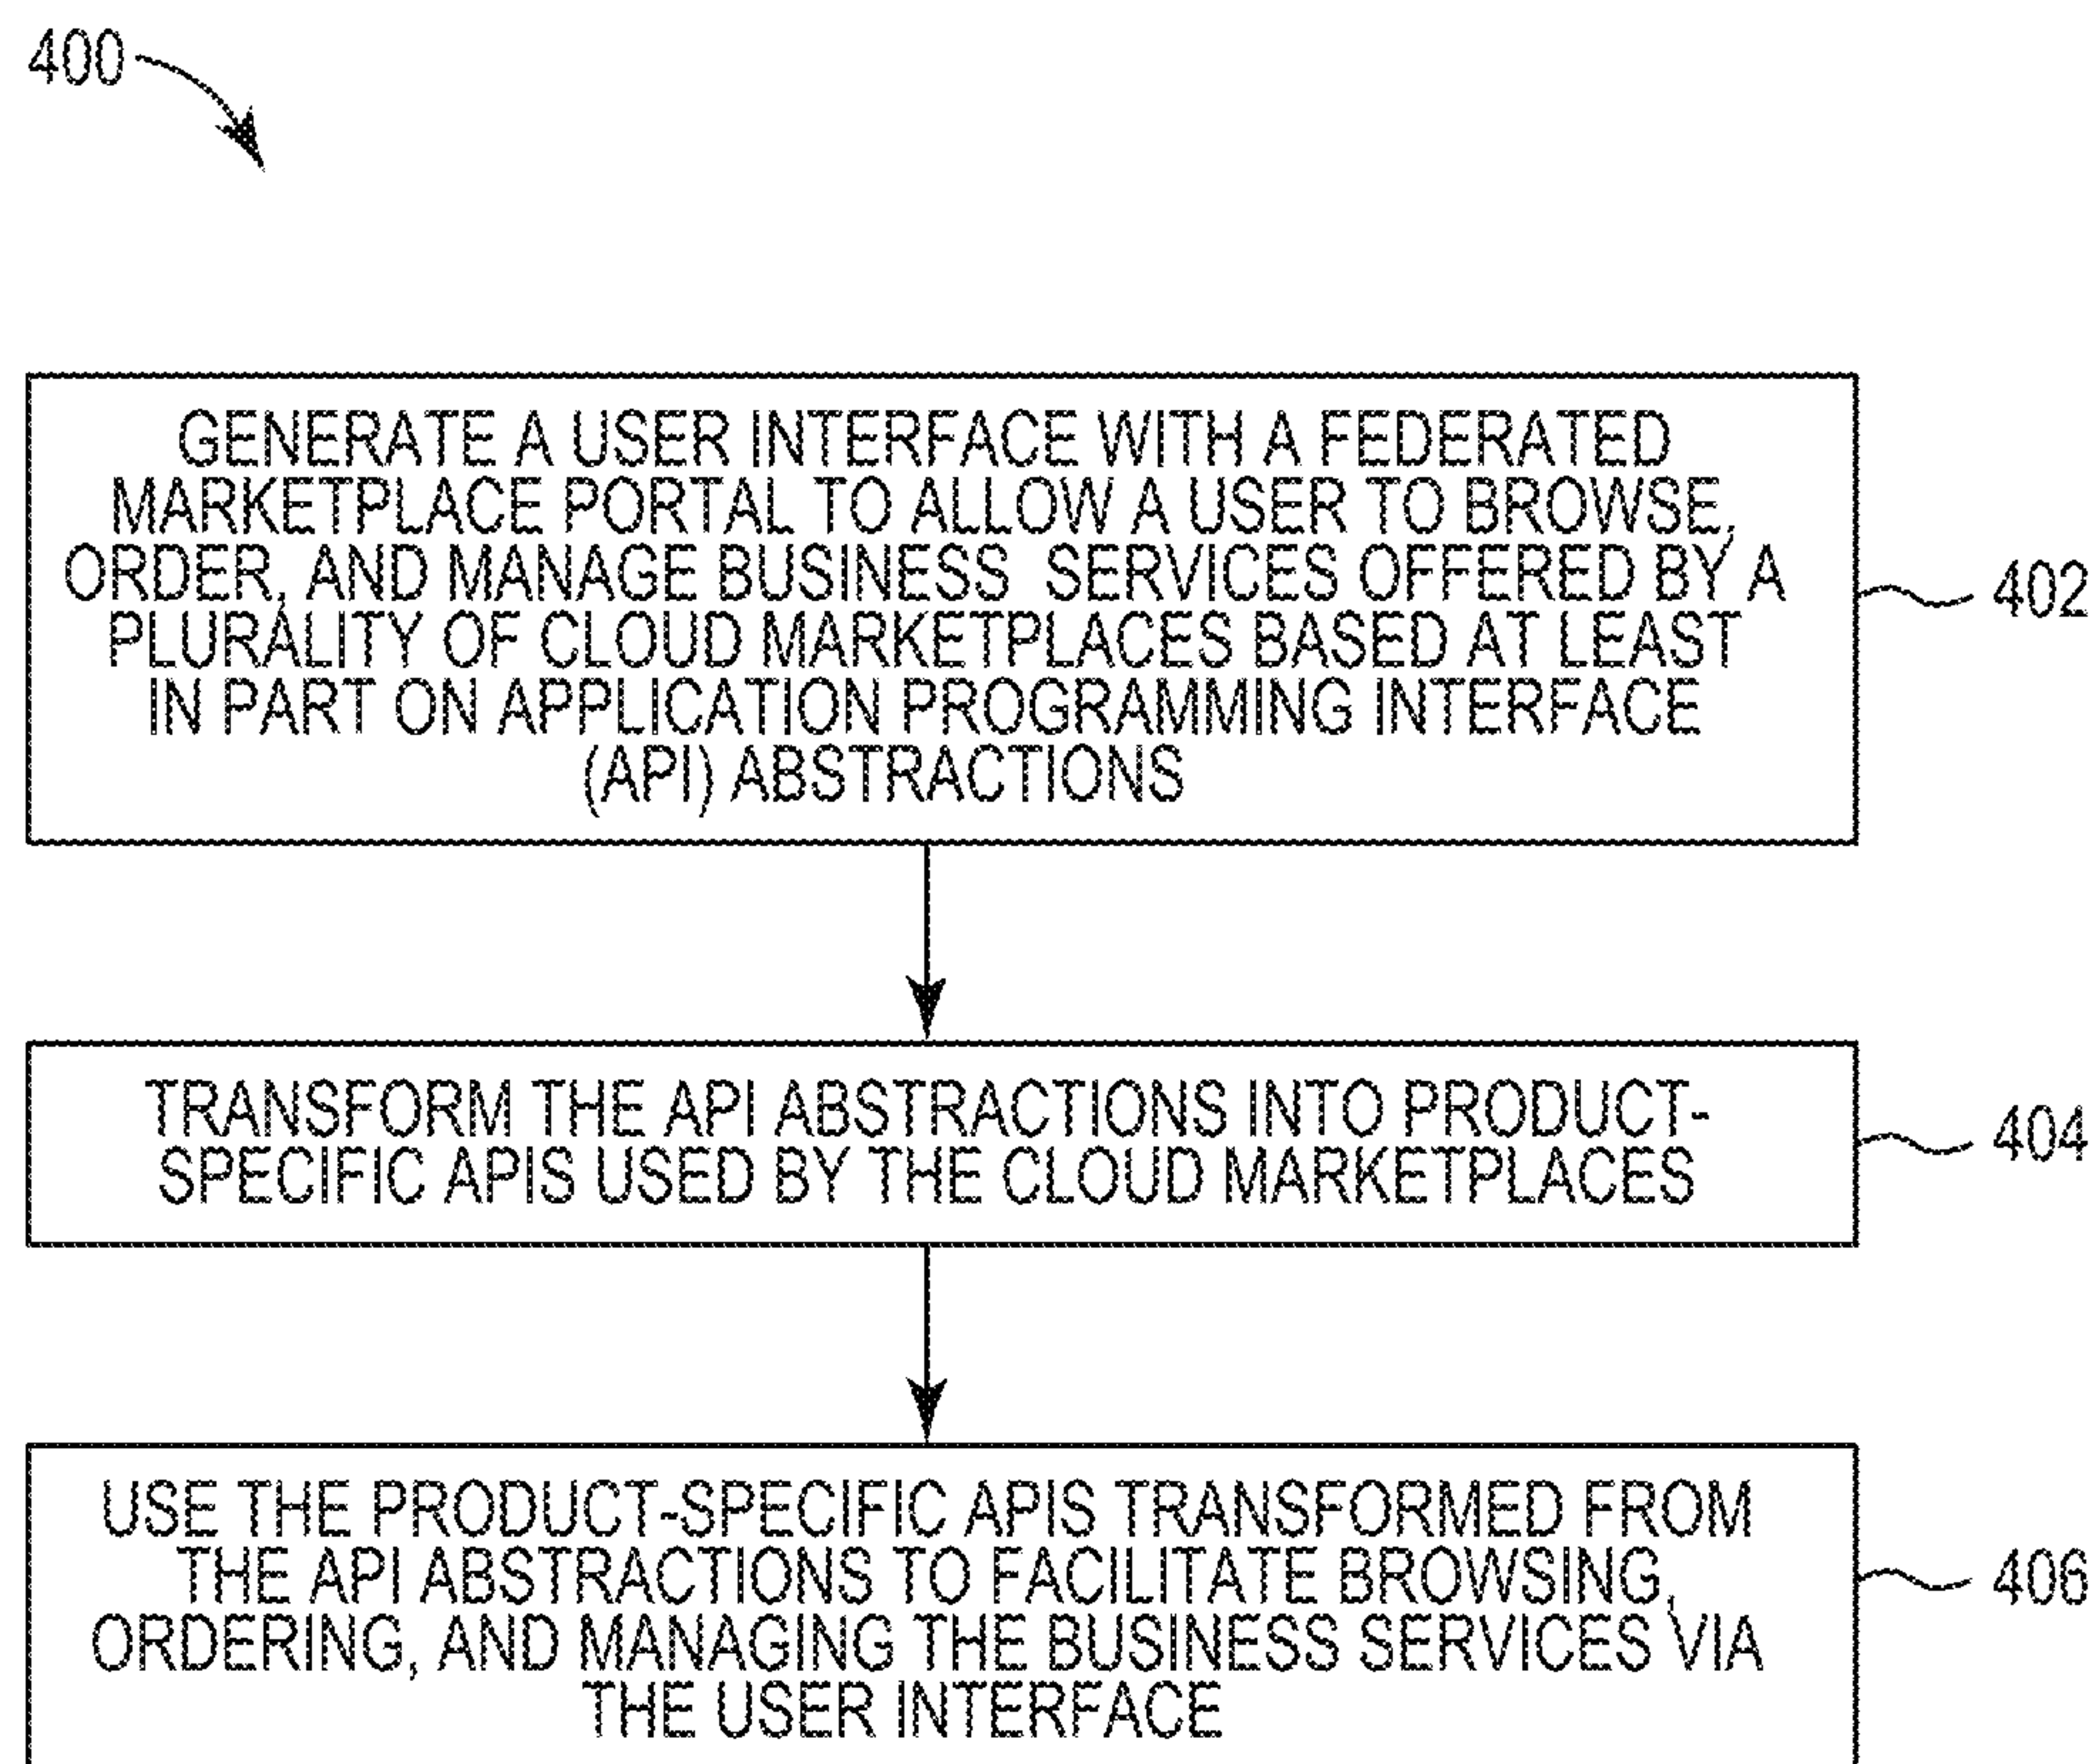 400
GENERATE A USER INTERFACE WITH A FEDERATED
MARKETPLACE PORTAL TO ALLOW A USER TO BROWSE,
ORDER, AND MANAGE BUSINESS SERVICES OFFERED BY A
PLURALITY OF CLOUD MARKETPLACES BASED AT LEAST
IN PART ON APPLICATION PROGRAMMING INTERFACE
(API) ABSTRACTIONS
402
TRANSFORM THE API ABSTRACTIONS INTO PRODUCT-
SPECIFIC APIS USED BY THE CLOUD MARKETPLACES
404
USE THE PRODUCT-SPECIFIC APIS TRANSFORMED FROM
THE API ABSTRACTIONS TO FACILITATE BROWSING,
ORDERING, AND MANAGING THE BUSINESS SERVICES VIA
THE USER INTERFACE
406